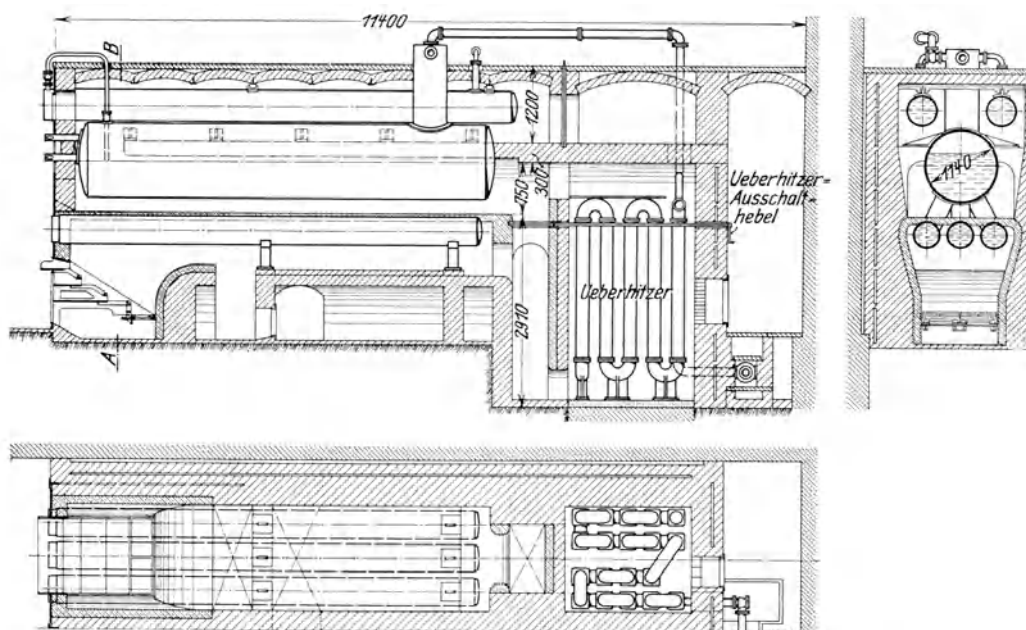 11400
B
1200
1140
300
150
Ueberhitzer=
Ausschalt-
hebel
Ueberhitzer
2910
A